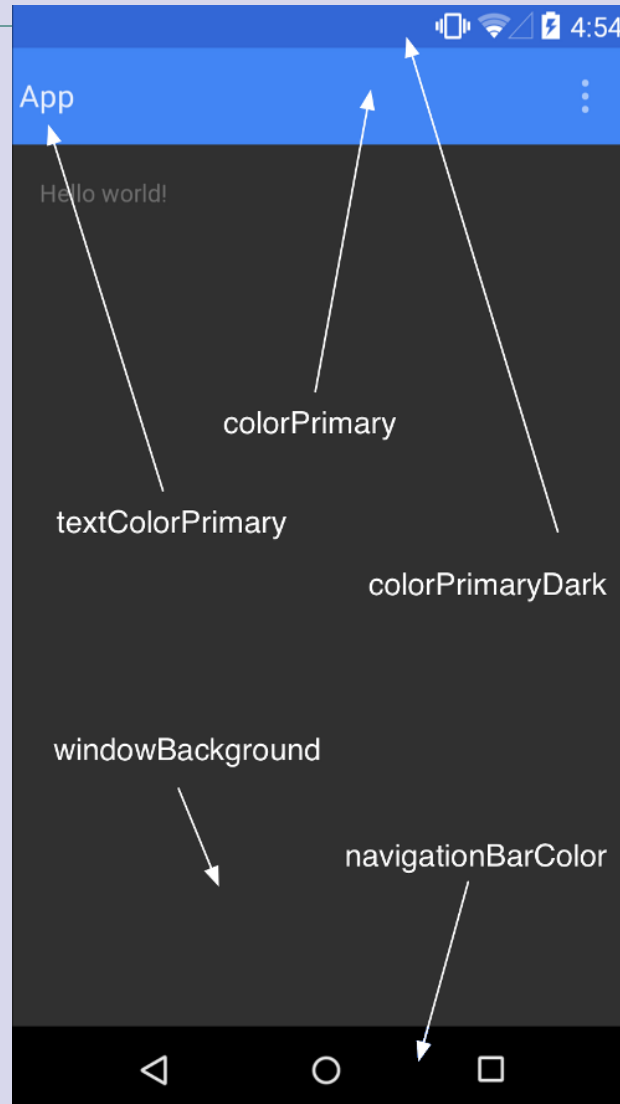 4:54
App
Hello world!
colorPrimary
textColorPrimary
colorPrimaryDark
windowBackground
navigationBarColor